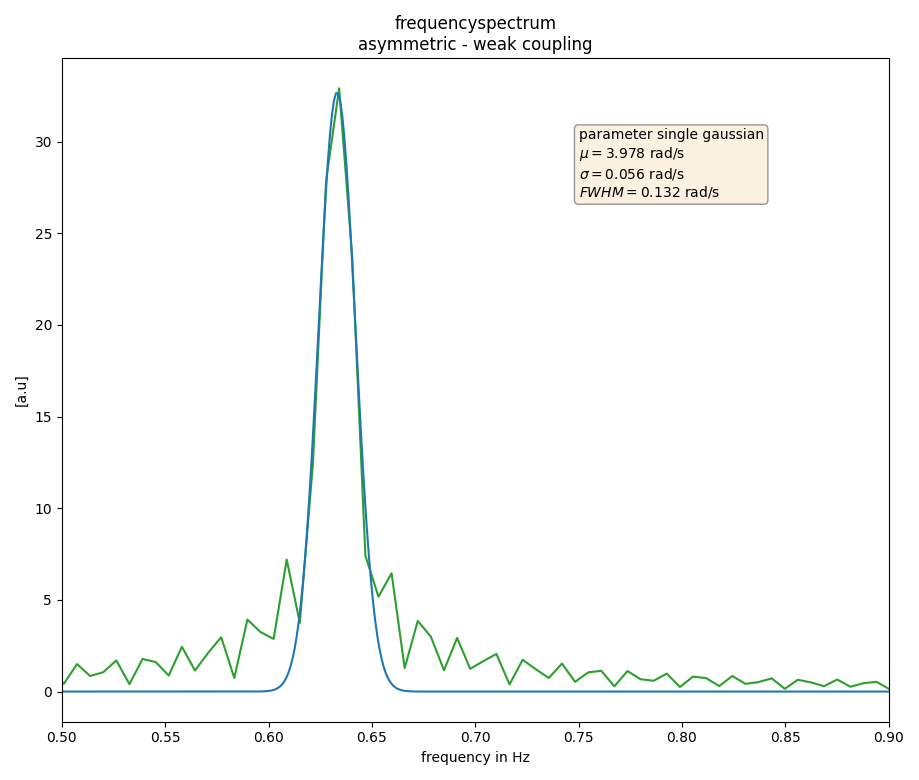 frequencyspectrum
asymmetric - weak coupling
parameter single gaussian
μ = 3.978 rad/s
σ = 0.056 rad/s
FWHM = 0.132 rad/s
[a.u]
30
25
20
15
10
5
0
0.50 0.55 0.60 0.65 0.70 0.75 0.80 0.85 0.90
frequency in Hz